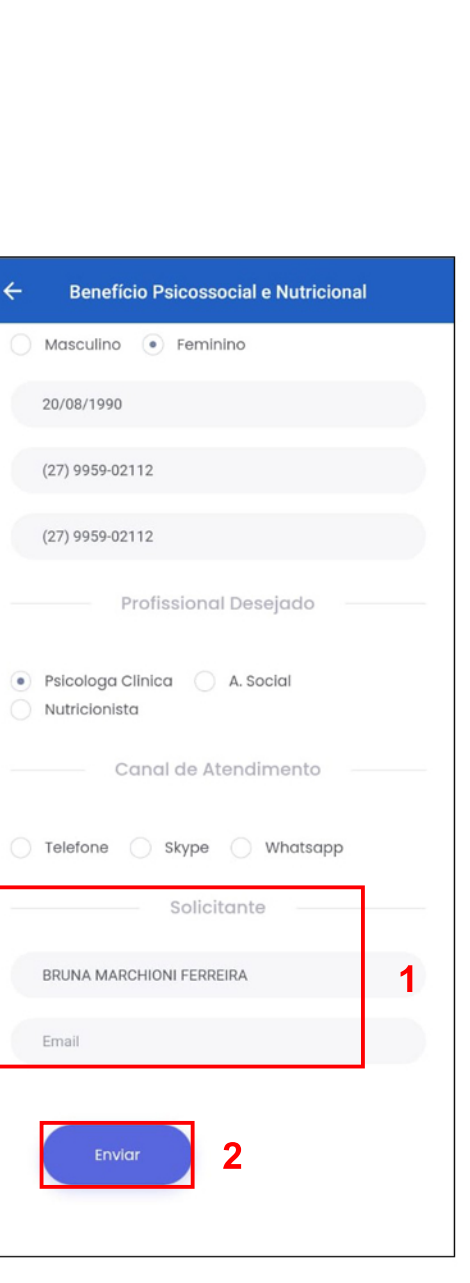 Benefício Psicossocial e Nutricional
Masculino Feminino
20/08/1990
(27) 9959-02112
(27) 9959-02112
Profissional Desejado
Psicologa Clinica A. Social
Nutricionista
Canal de Atendimento
Telefone Skype Whatsapp
Solicitante
BRUNA MARCHIONI FERREIRA
1
Email
Enviar 2